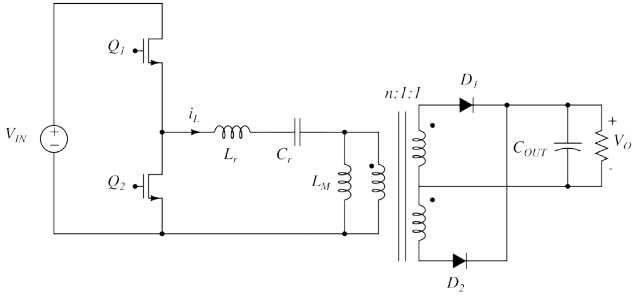 Q1
iL
n:1:1
D1
VIN
+
−
Lr
Cr
Q2
LM
COUT
+
VO
-
D2